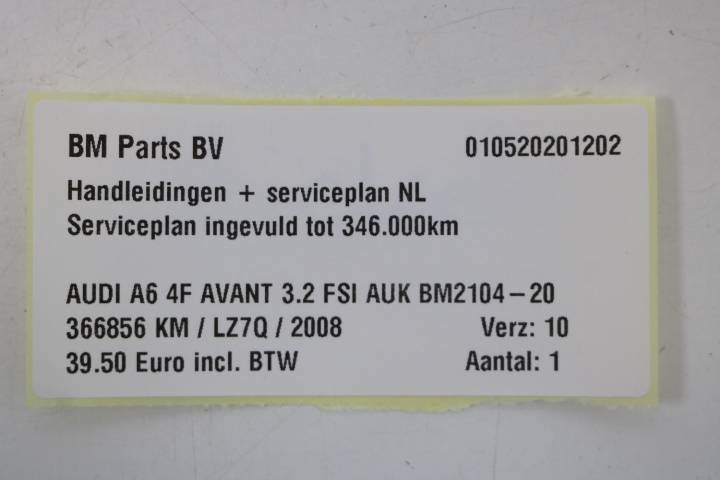 BM Parts BV 010520201202
Handleidingen + serviceplan NL
Serviceplan ingevuld tot 346.000km
AUDI A6 4F AVANT 3.2 FSI AUK BM2104-20
366856 KM / LZ7Q / 2008 Verz: 10
39.50 Euro incl. BTW Aantal: 1